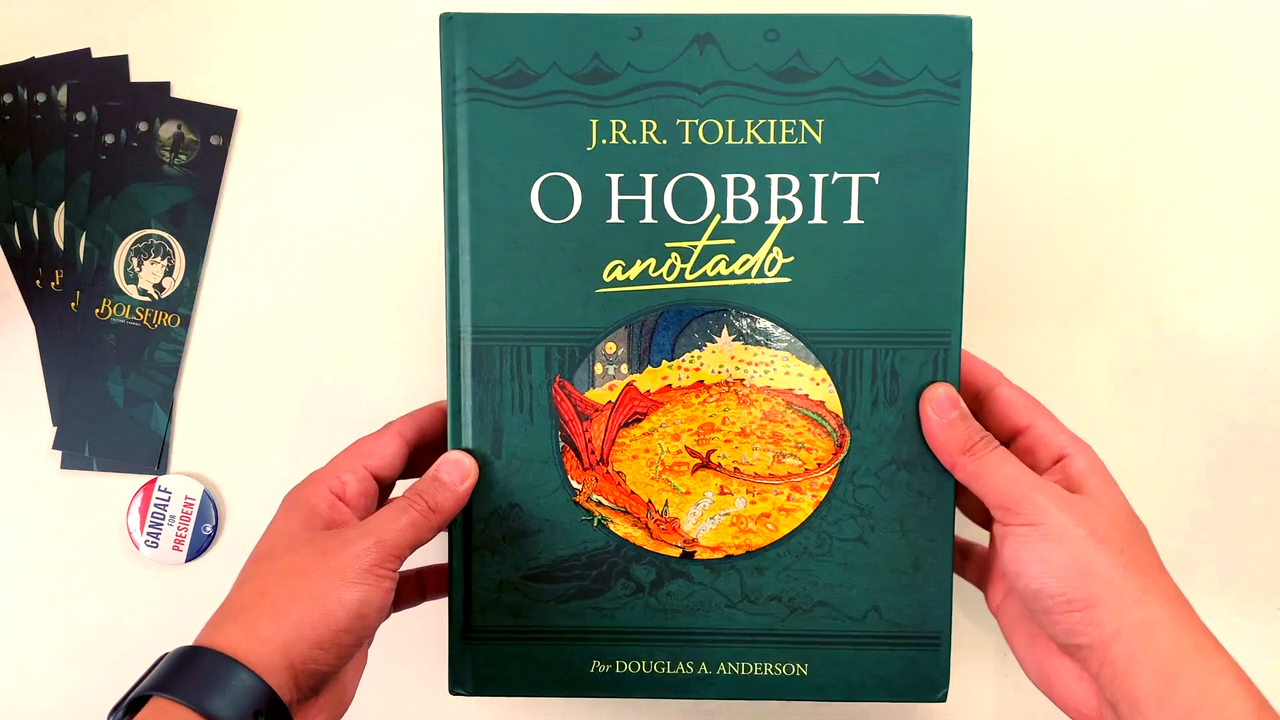 J.R.R. TOLKIEN
O HOBBIT
anotado
Por DOUGLAS A. ANDERSON
BOLSEIRO
GANDALF
FOR
PRESIDENT